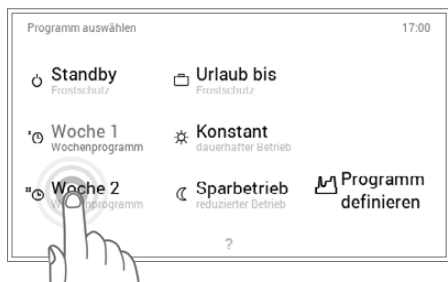 Programm auswählen 17:00
Standby
Frostschutz
Urlaub bis
Frostschutz
Woche 1
Wochenprogramm
Konstant
dauerhafter Betrieb
Woche 2
Wochenprogramm
Sparbetrieb
reduzierter Betrieb
Programm
definieren
?